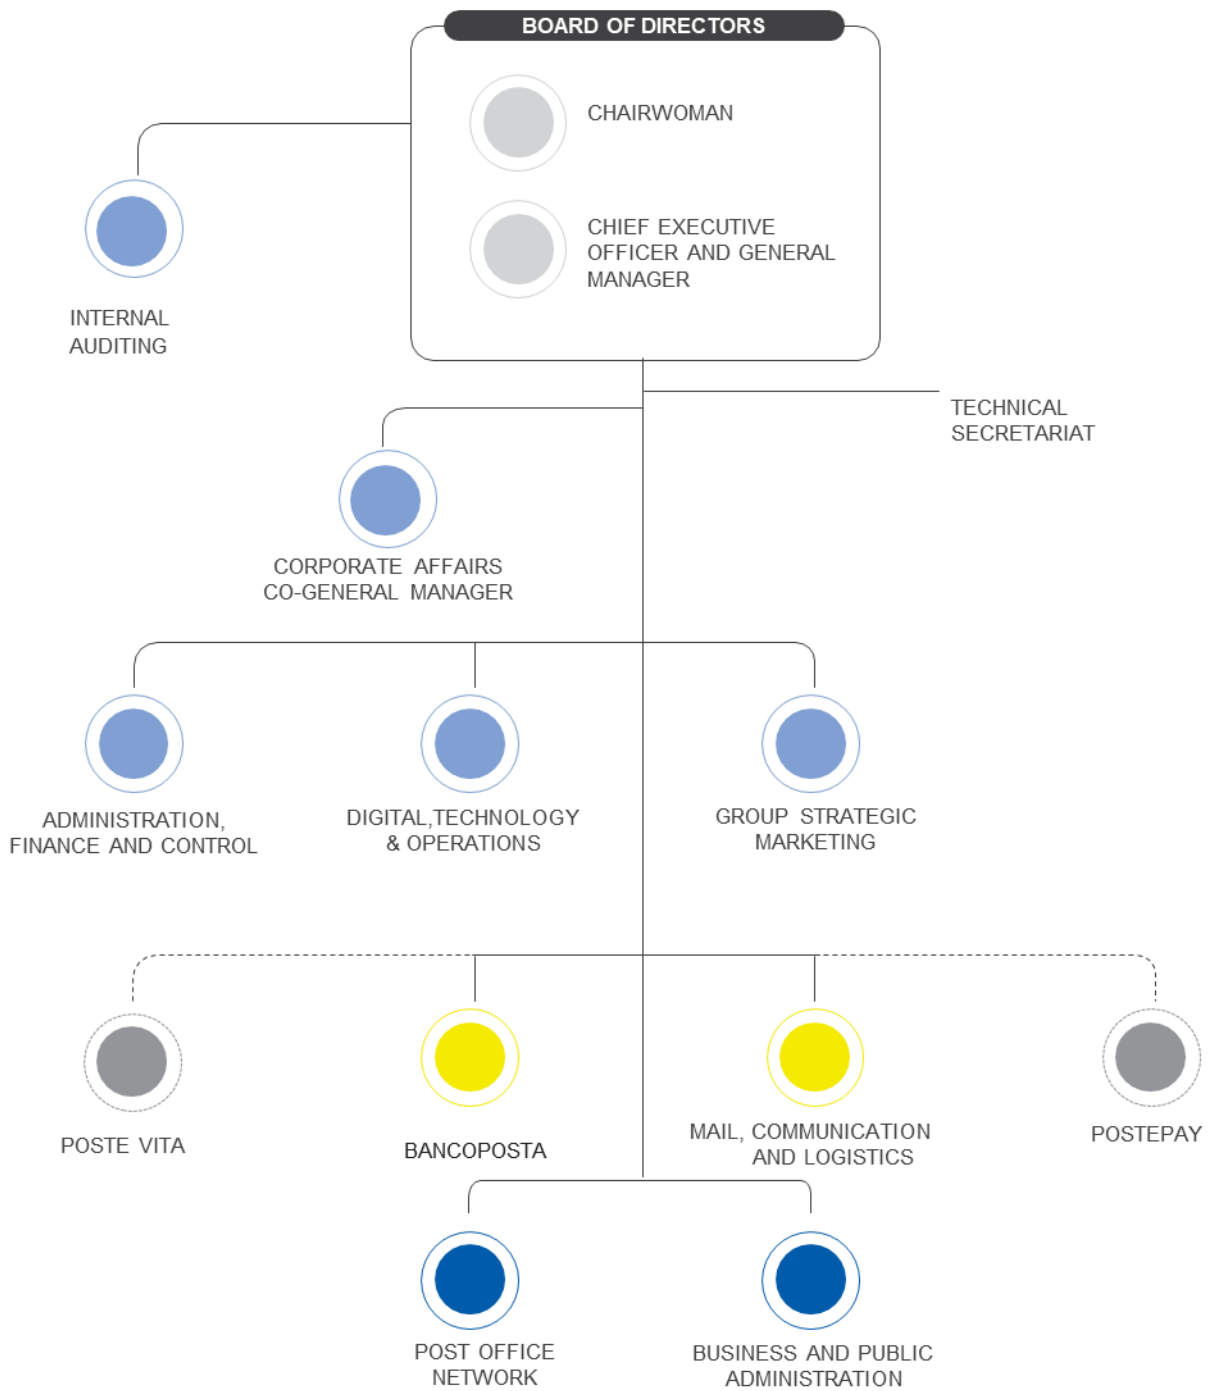 BOARD OF DIRECTORS
CHAIRWOMAN
CHIEF EXECUTIVE
OFFICER AND GENERAL
MANAGER
INTERNAL
AUDITING
TECHNICAL
SECRETARIAT
CORPORATE AFFAIRS
CO-GENERAL MANAGER
ADMINISTRATION,
FINANCE AND CONTROL
DIGITAL,TECHNOLOGY
& OPERATIONS
GROUP STRATEGIC
MARKETING
POSTE VITA
BANCOPOSTA
MAIL, COMMUNICATION
AND LOGISTICS
POSTEPAY
POST OFFICE
NETWORK
BUSINESS AND PUBLIC
ADMINISTRATION